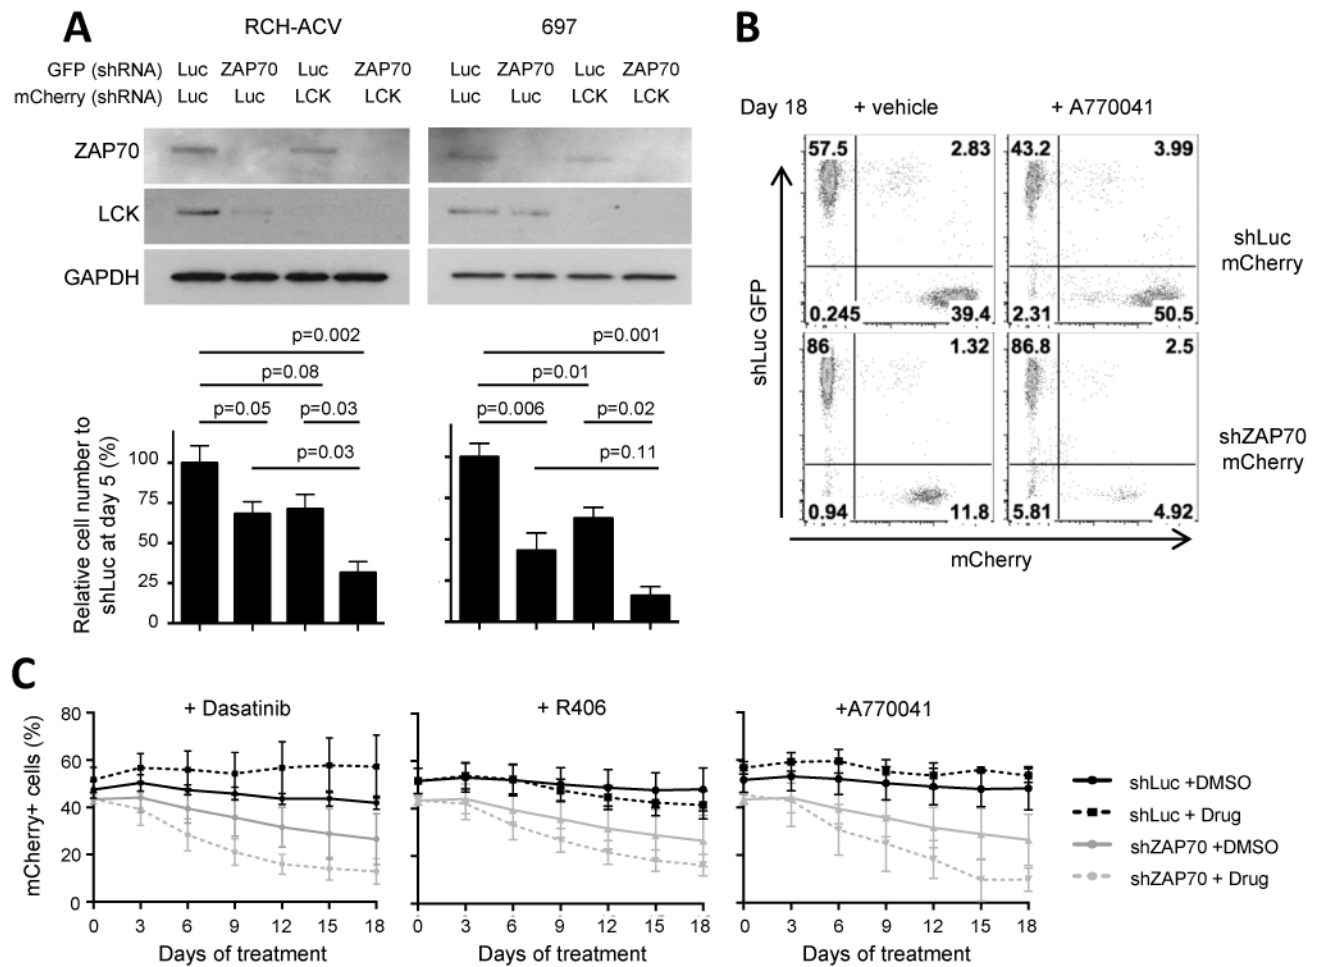 A
RCH-ACV
697
GFP (shRNA) Luc ZAP70 Luc ZAP70 Luc ZAP70 Luc ZAP70
mCherry (shRNA) Luc Luc LCK LCK Luc Luc LCK LCK
ZAP70
LCK
GAPDH
p=0.002
p=0.08
p=0.05 p=0.03
p=0.03
p=0.001
p=0.01
p=0.006 p=0.02
p=0.11
Relative cell number to
shLuc at day 5 (%)
100
75
50
25
0
B
Day 18 + vehicle + A770041
57.5 2.83 43.2 3.99
0.245 39.4 2.31 50.5
shLuc
mCherry
86 1.32 86.8 2.5
0.94 11.8 5.81 4.92
shZAP70
mCherry
shLuc GFP
mCherry
C
+ Dasatinib + R406 +A770041
mCherry+ cells (%)
80
60
40
20
0
0 3 6 9 12 15 18 0 3 6 9 12 15 18 0 3 6 9 12 15 18
Days of treatment Days of treatment Days of treatment
shLuc +DMSO
shLuc + Drug
shZAP70 +DMSO
shZAP70 + Drug